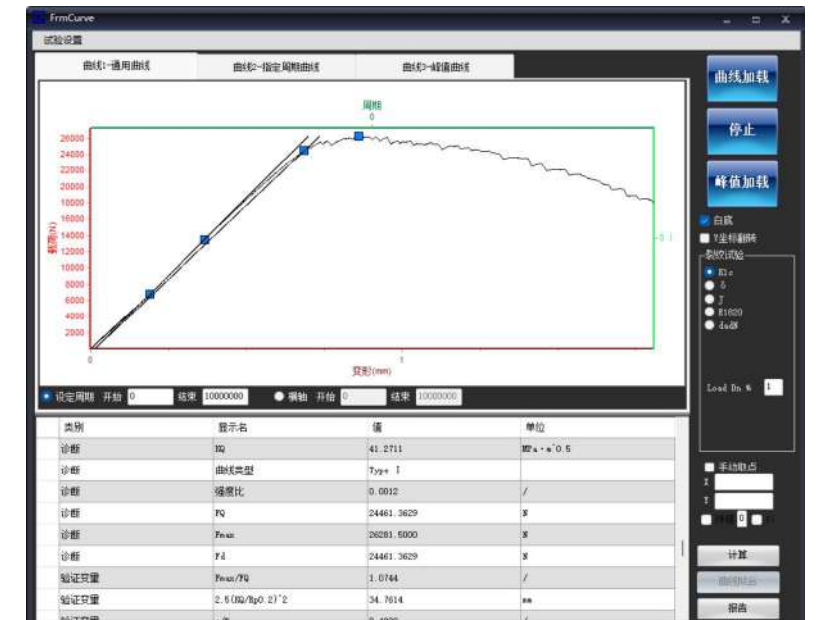 FrmCurve
试验设置
曲线1-通用曲线 曲线2-指定周期曲线 曲线3-峰值曲线
曲线加载
停止
峰值加载
周期
0
26000
24000
22000
20000
18000
16000
14000
12000
10000
8000
6000
4000
2000
载荷(N)
0 1
变形(mm)
白底
Y坐标翻转
裂纹试验
K1c
δ
J
E1820
dadN
Load Dn % 1
设定周期 开始 0 结束 10000000 横轴 开始 0 结束 10000000
类别 显示名 值 单位
诊断 KQ 41.2711 MPa·m^0.5
诊断 曲线类型 Type I
诊断 强度比 0.0012 /
诊断 FQ 24461.3629 N
诊断 Fmax 26281.5000 N
诊断 Fd 24461.3629 N
验证变量 Fmax/FQ 1.0744 /
验证变量 2.5(KQ/Rp0.2)^2 34.7614 mm
手动取点
X
Y
0
计算
报告